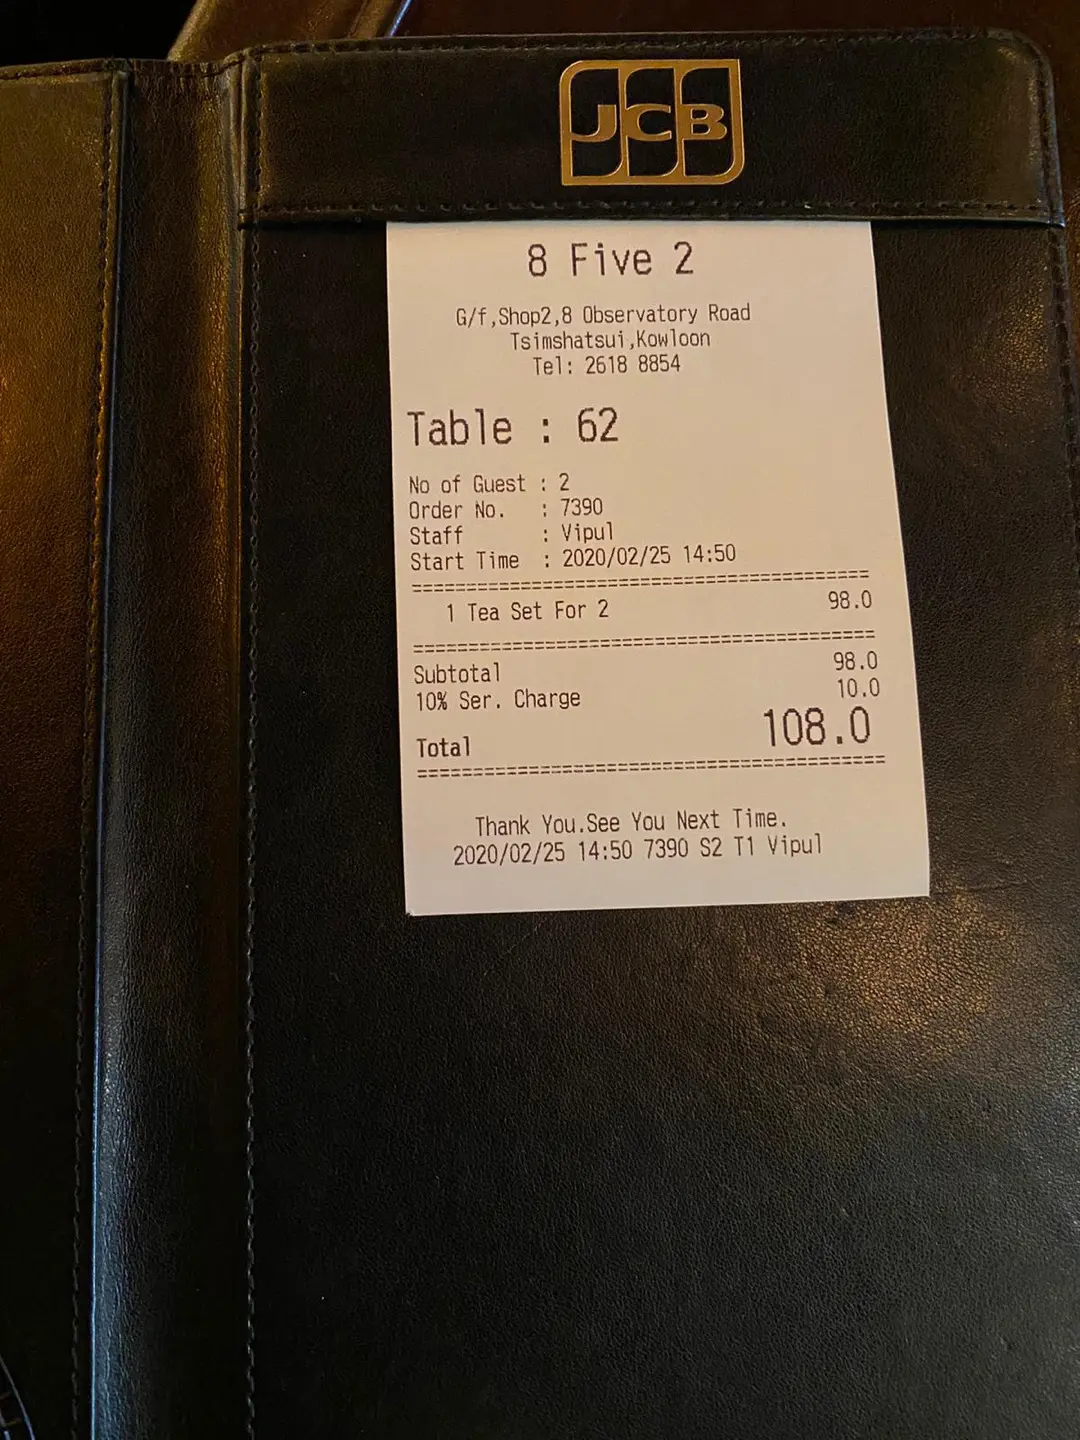 JCB
8 Five 2
G/f,Shop2,8 Observatory Road
Tsimshatsui,Kowloon
Tel: 2618 8854
Table : 62
No of Guest : 2
Order No. : 7390
Staff : Vipul
Start Time : 2020/02/25 14:50
1 Tea Set For 2 98.0
Subtotal 98.0
10% Ser. Charge 10.0
Total 108.0
Thank You.See You Next Time.
2020/02/25 14:50 7390 S2 T1 Vipul